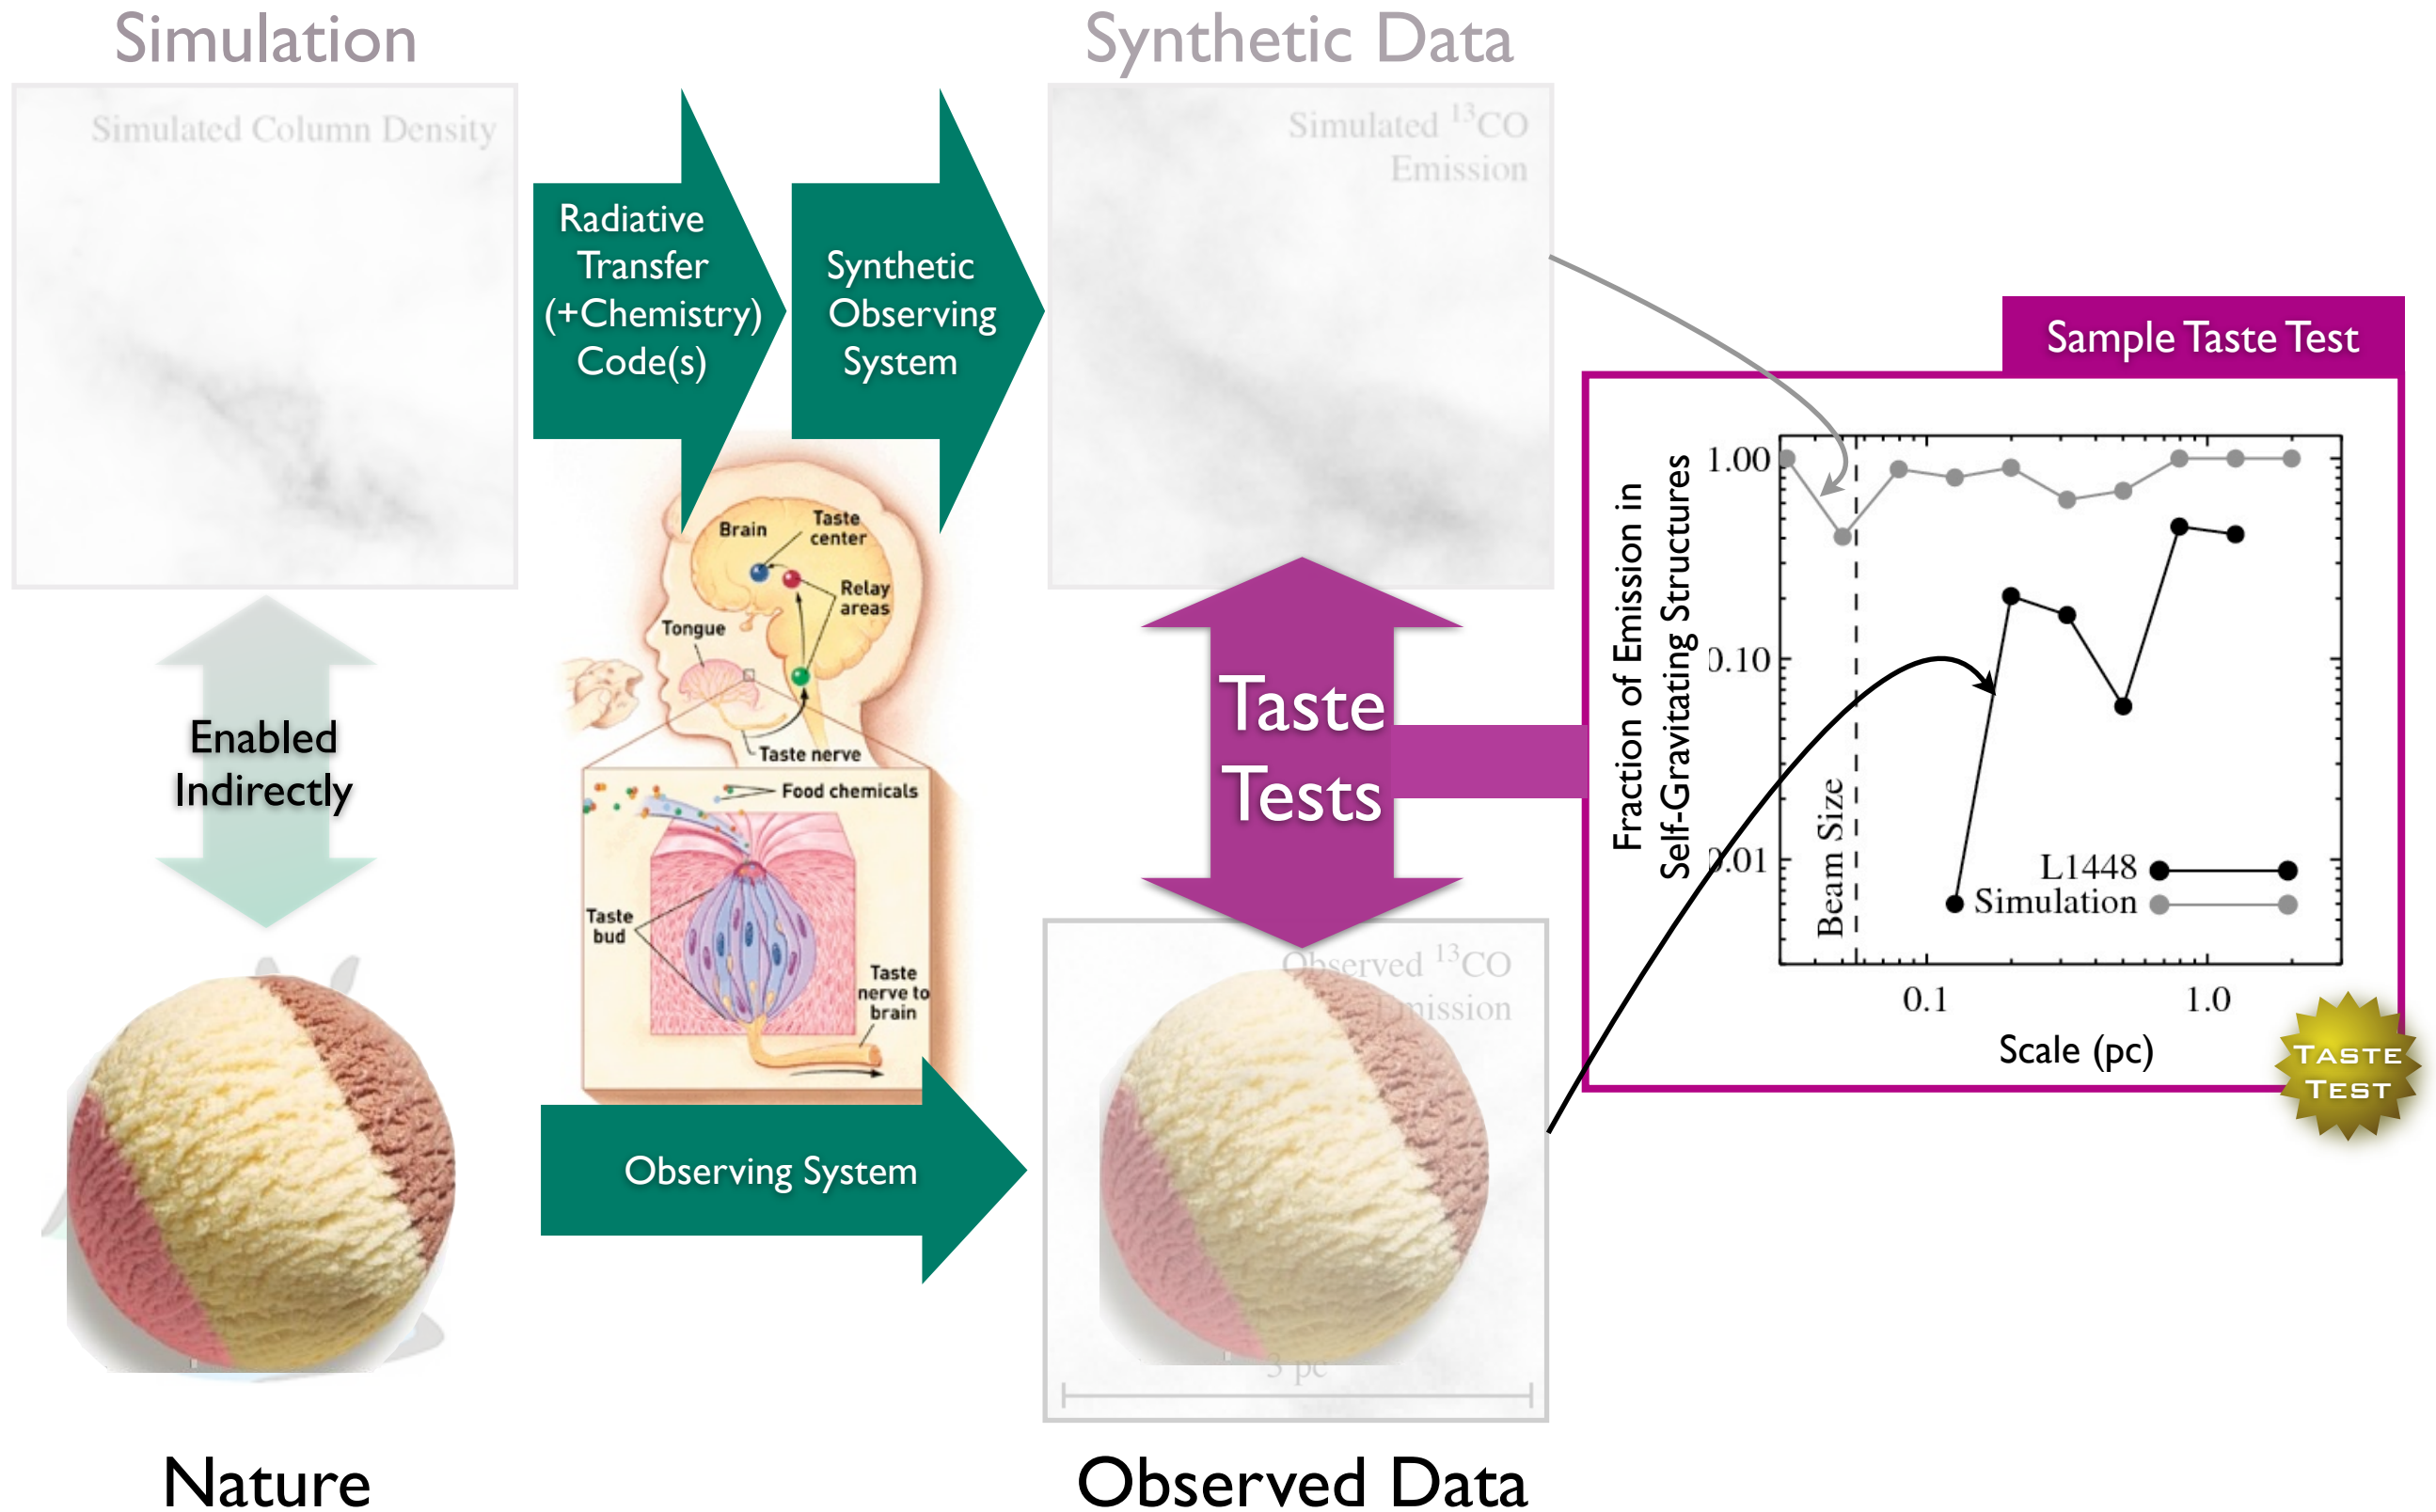 Simulation
Synthetic Data
Simulated Column Density
Simulated ¹³CO
Emission
Radiative
Transfer
(+Chemistry)
Code(s)
Synthetic
Observing
System
Sample Taste Test
Brain
Taste
center
Relay
areas
Tongue
Taste nerve
Food chemicals
Taste
bud
Taste
nerve to
brain
Enabled
Indirectly
Taste
Tests
Fraction of Emission in
Self-Gravitating Structures
1.00
0.10
0.01
Beam Size
L1448
Simulation
0.1
1.0
Scale (pc)
TASTE
TEST
Observed ¹³CO
Emission
Observing System
3 pc
Nature
Observed Data